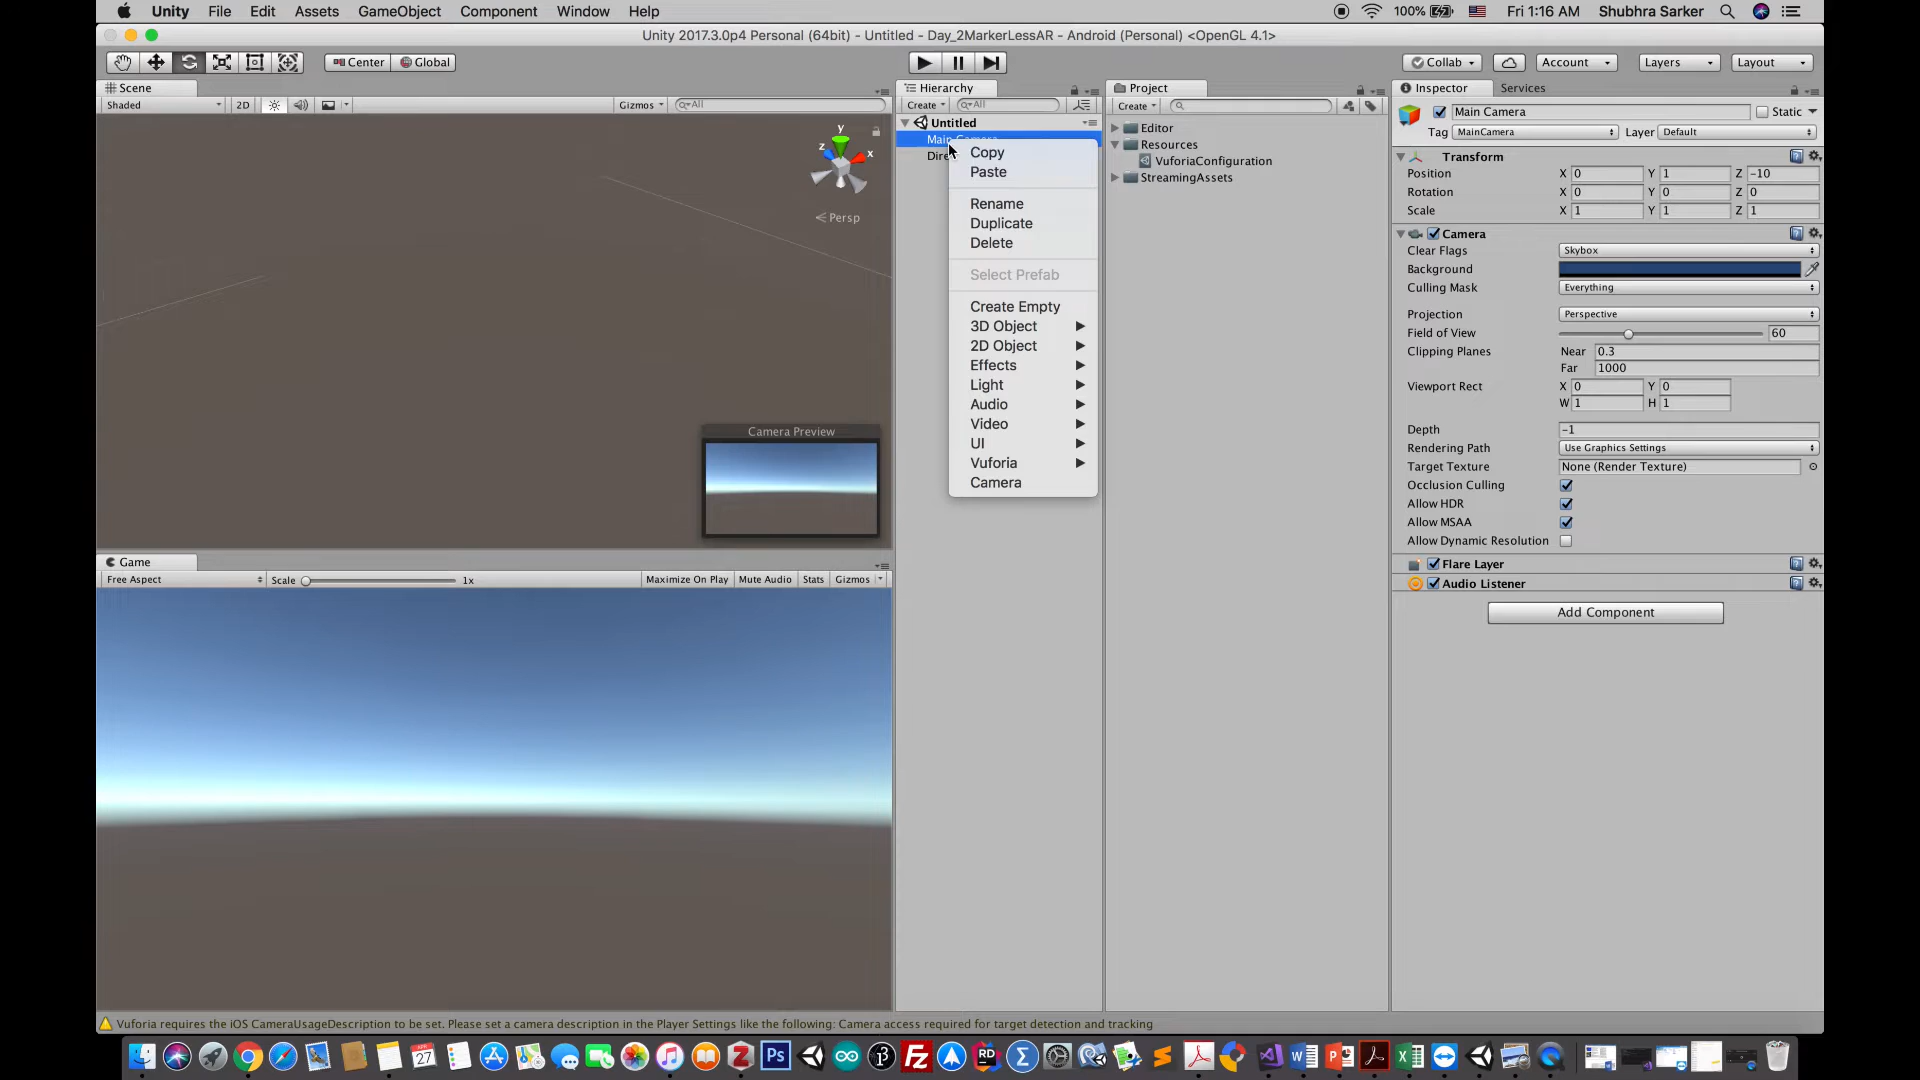 Unity File Edit Assets GameObject Component Window Help 100% Fri 1:16 AM Shubhra Sarker
Unity 2017.3.0p4 Personal (64bit) - Untitled - Day_2MarkerLessAR - Android (Personal) <OpenGL 4.1>
Center Global Collab Account Layers Layout
Scene
Shaded 2D Gizmos All
y
z x
Persp
Camera Preview
Game
Free Aspect Scale 1x Maximize On Play Mute Audio Stats Gizmos
Hierarchy
Create All
Untitled
Main Camera
Dire
Copy
Paste
Rename
Duplicate
Delete
Select Prefab
Create Empty
3D Object
2D Object
Effects
Light
Audio
Video
UI
Vuforia
Camera
Project
Create
Editor
Resources
VuforiaConfiguration
StreamingAssets
Inspector Services
Main Camera Static
Tag MainCamera Layer Default
Transform
Position X 0 Y 1 Z -10
Rotation X 0 Y 0 Z 0
Scale X 1 Y 1 Z 1
Camera
Clear Flags Skybox
Background
Culling Mask Everything
Projection Perspective
Field of View 60
Clipping Planes Near 0.3
Far 1000
Viewport Rect X 0 Y 0
W 1 H 1
Depth -1
Rendering Path Use Graphics Settings
Target Texture None (Render Texture)
Occlusion Culling
Allow HDR
Allow MSAA
Allow Dynamic Resolution
Flare Layer
Audio Listener
Add Component
Vuforia requires the iOS CameraUsageDescription to be set. Please set a camera description in the Player Settings like the following: Camera access required for target detection and tracking